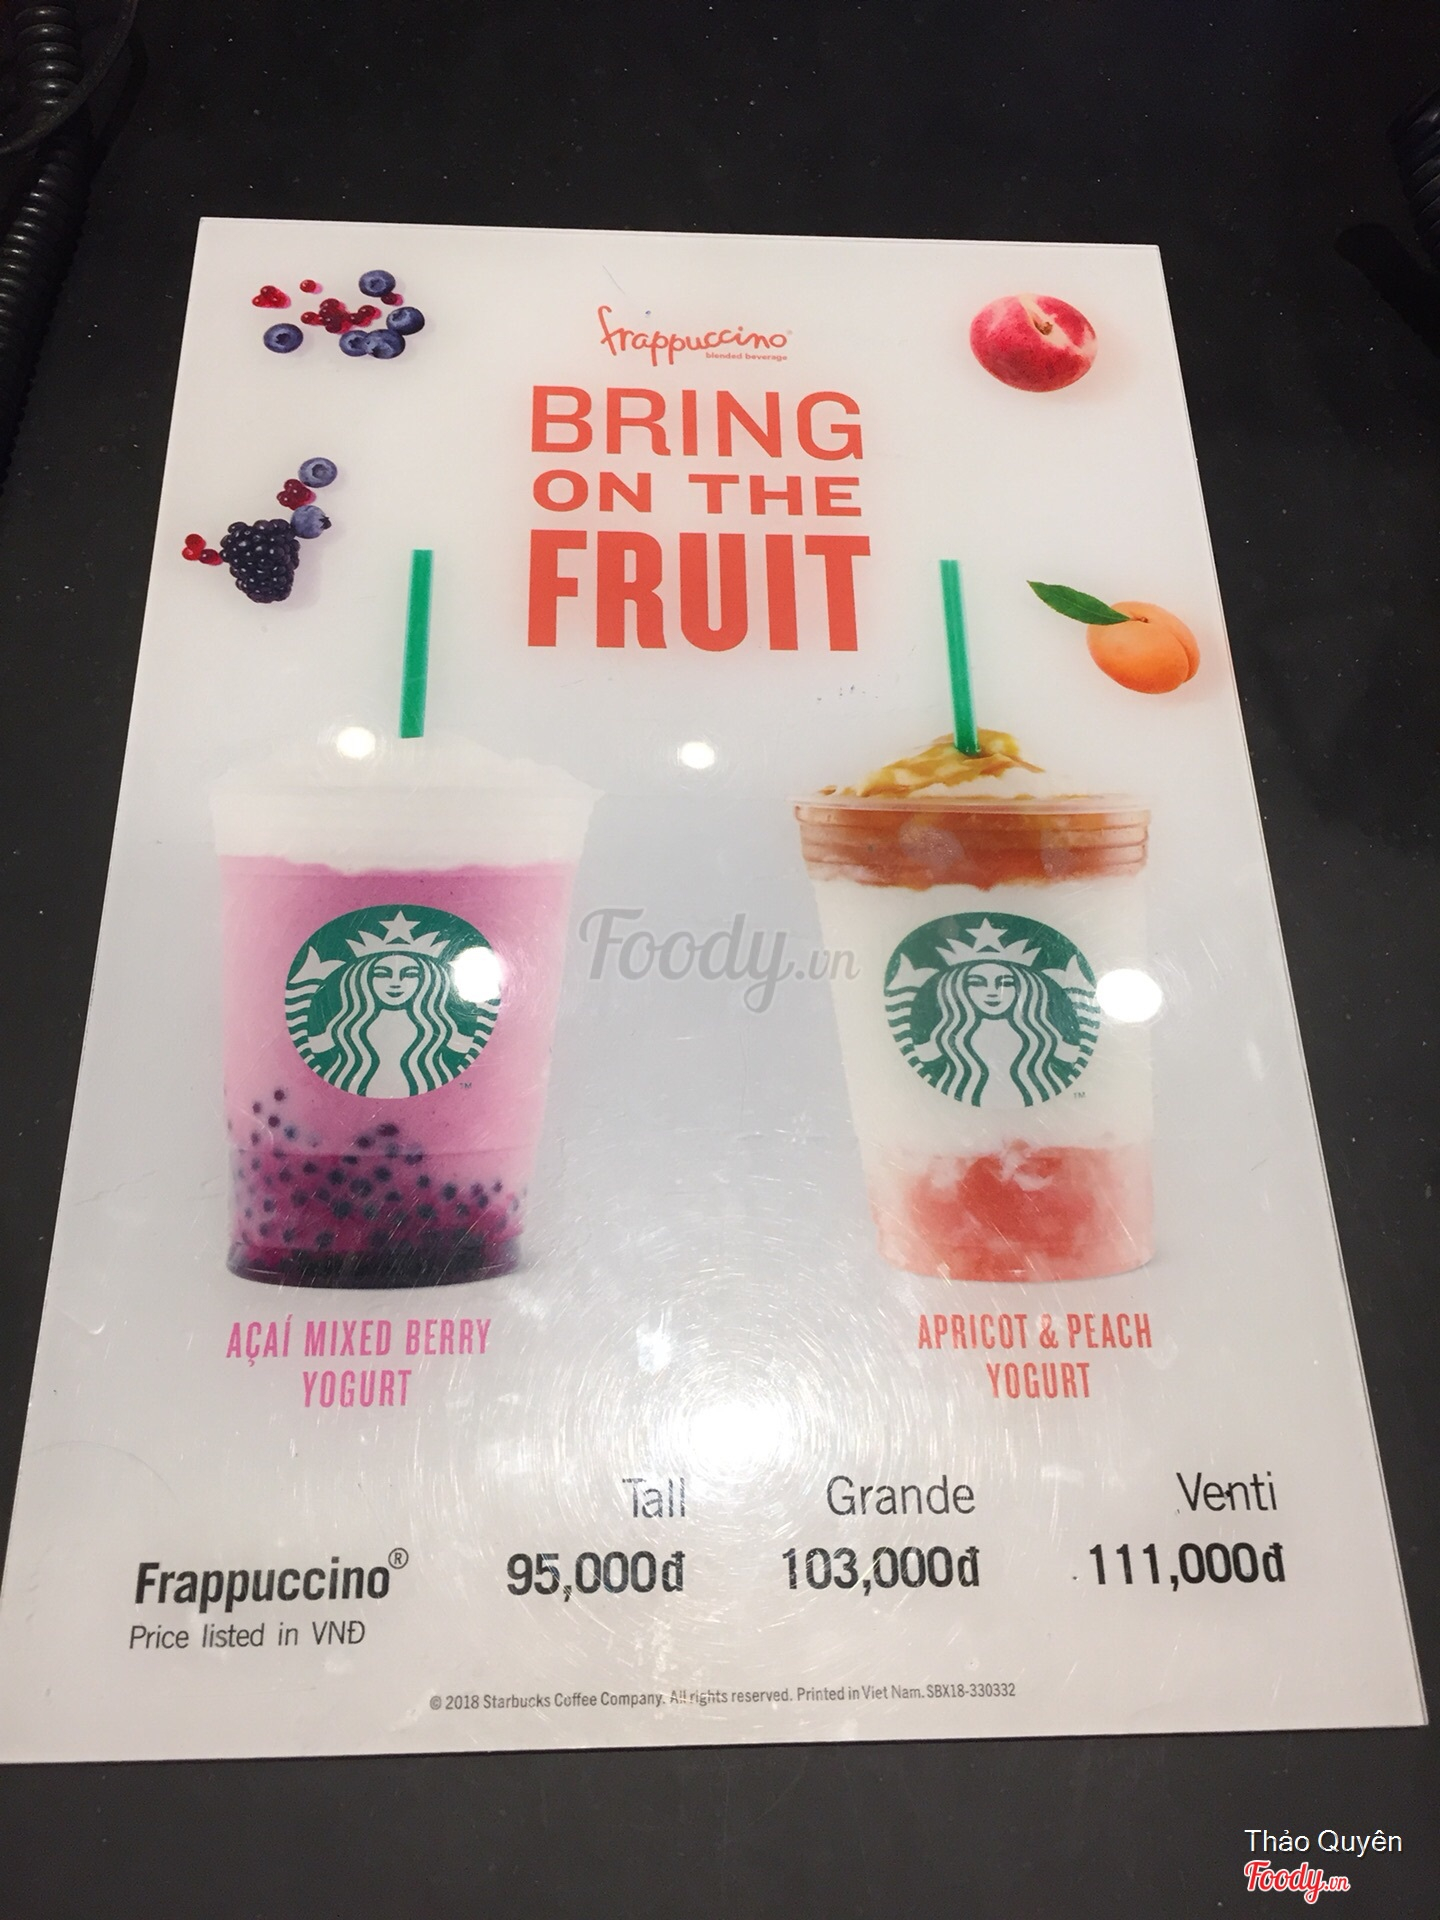 frappuccino®
blended beverage
BRING
ON THE
FRUIT
Foody.vn
TM
TM
AÇAÍ MIXED BERRY
YOGURT
APRICOT & PEACH
YOGURT
Tall Grande Venti
Frappuccino® 95,000đ 103,000đ 111,000đ
Price listed in VNĐ
© 2018 Starbucks Coffee Company. All rights reserved. Printed in Viet Nam. SBX18-330332
Thảo Quyên
Foody.vn